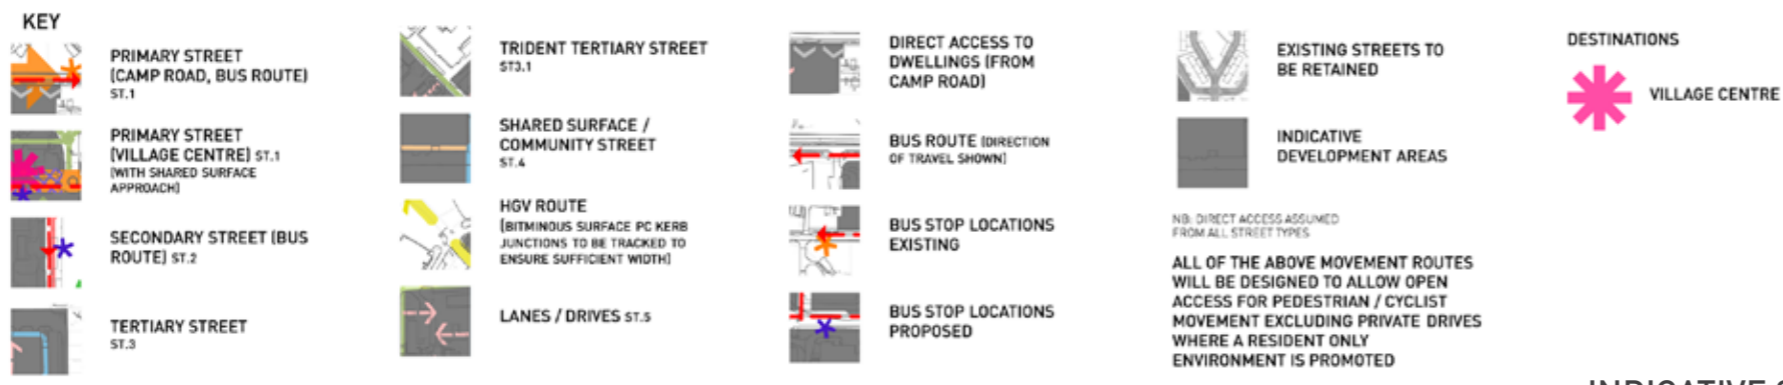 KEY
PRIMARY STREET
(CAMP ROAD, BUS ROUTE)
ST.1
PRIMARY STREET
(VILLAGE CENTRE) ST.1
(WITH SHARED SURFACE
APPROACH)
SECONDARY STREET (BUS
ROUTE) ST.2
TERTIARY STREET
ST.3
TRIDENT TERTIARY STREET
ST3.1
SHARED SURFACE /
COMMUNITY STREET
ST.4
HGV ROUTE
(BITMINOUS SURFACE PC KERB
JUNCTIONS TO BE TRACKED TO
ENSURE SUFFICIENT WIDTH)
LANES / DRIVES ST.5
DIRECT ACCESS TO
DWELLINGS (FROM
CAMP ROAD)
BUS ROUTE (DIRECTION
OF TRAVEL SHOWN)
BUS STOP LOCATIONS
EXISTING
BUS STOP LOCATIONS
PROPOSED
EXISTING STREETS TO
BE RETAINED
INDICATIVE
DEVELOPMENT AREAS
NB: DIRECT ACCESS ASSUMED
FROM ALL STREET TYPES
ALL OF THE ABOVE MOVEMENT ROUTES
WILL BE DESIGNED TO ALLOW OPEN
ACCESS FOR PEDESTRIAN / CYCLIST
MOVEMENT EXCLUDING PRIVATE DRIVES
WHERE A RESIDENT ONLY
ENVIRONMENT IS PROMOTED
DESTINATIONS
VILLAGE CENTRE